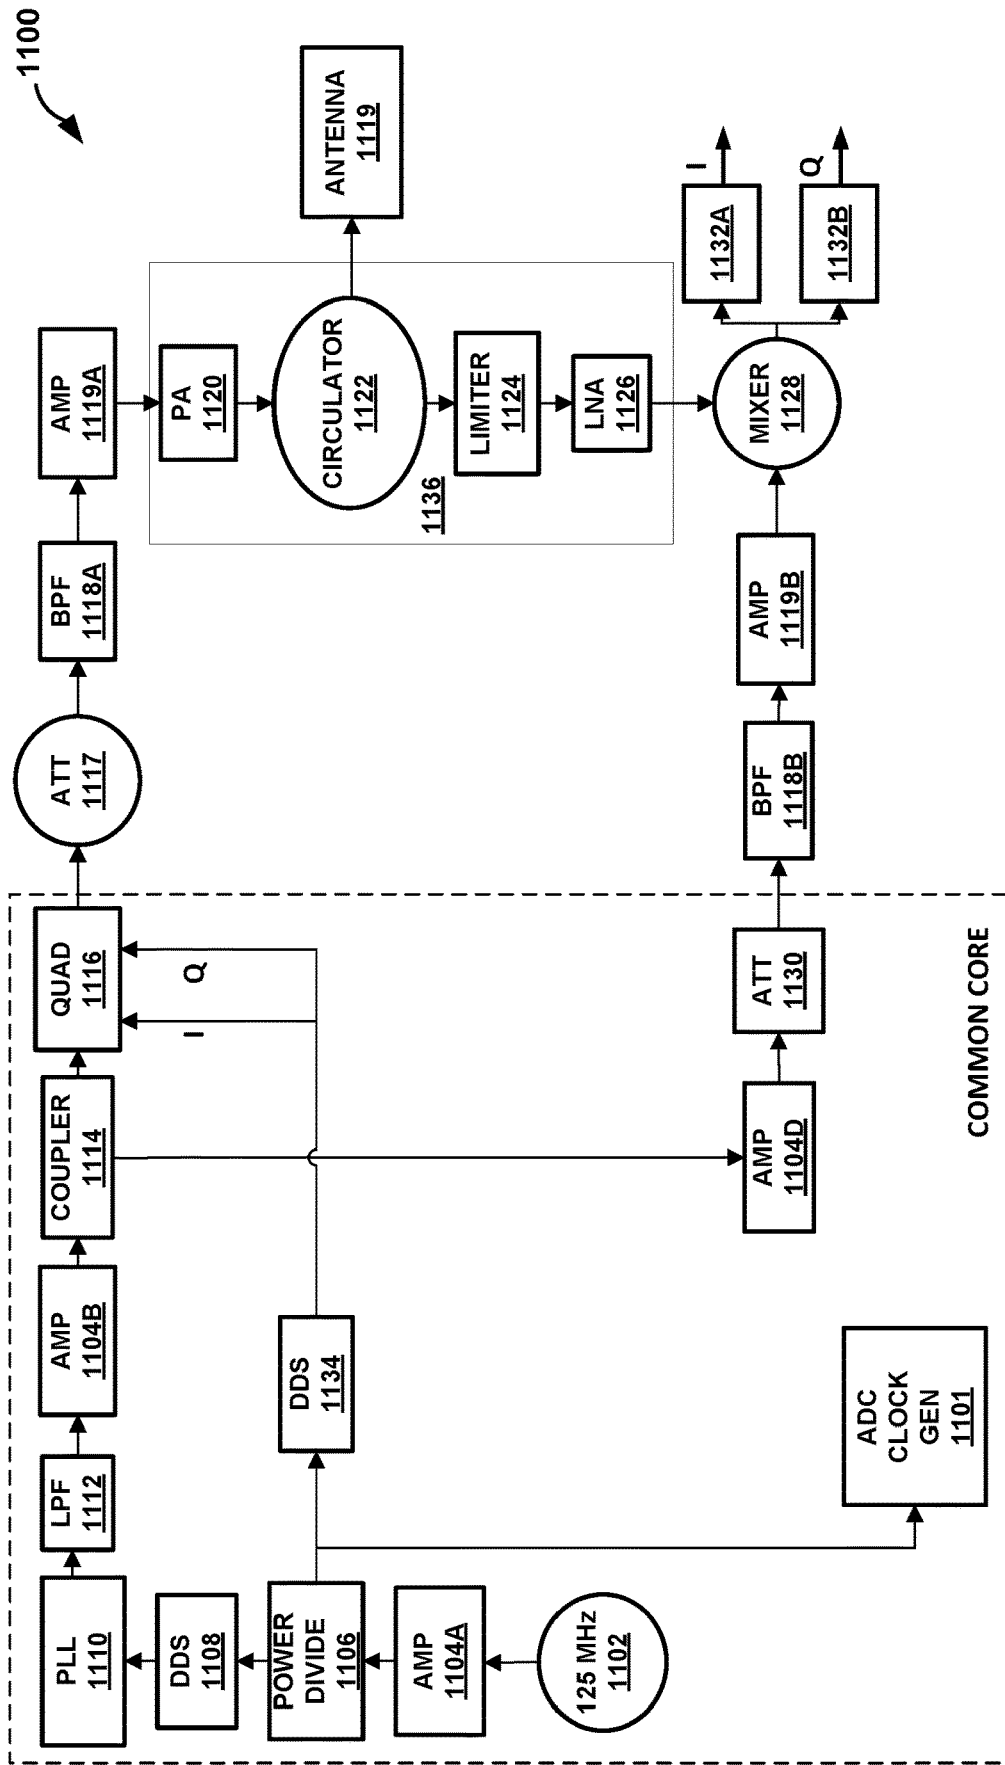 1100
PLL
1110
LPF
1112
AMP
1104B
COUPLER
1114
QUAD
1116
ATT
1117
BPF
1118A
AMP
1119A
DDS
1108
I
Q
PA
1120
POWER
DIVIDE
1106
DDS
1134
CIRCULATOR
1122
ANTENNA
1119
AMP
1104A
1136
LIMITER
1124
125 MHz
1102
LNA
1126
AMP
1104D
ATT
1130
BPF
1118B
AMP
1119B
MIXER
1128
1132A
I
1132B
Q
ADC
CLOCK
GEN
1101
COMMON CORE